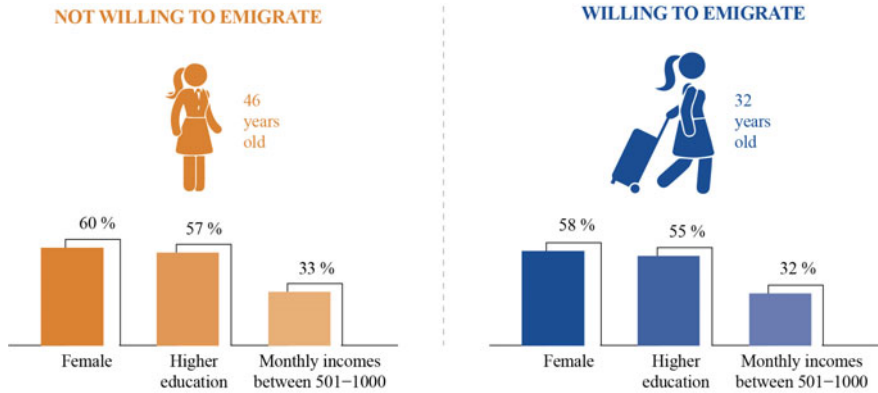 NOT WILLING TO EMIGRATE
46
years
old
60 %
57 %
33 %
Female
Higher
education
Monthly incomes
between 501–1000
WILLING TO EMIGRATE
32
years
old
58 %
55 %
32 %
Female
Higher
education
Monthly incomes
between 501–1000